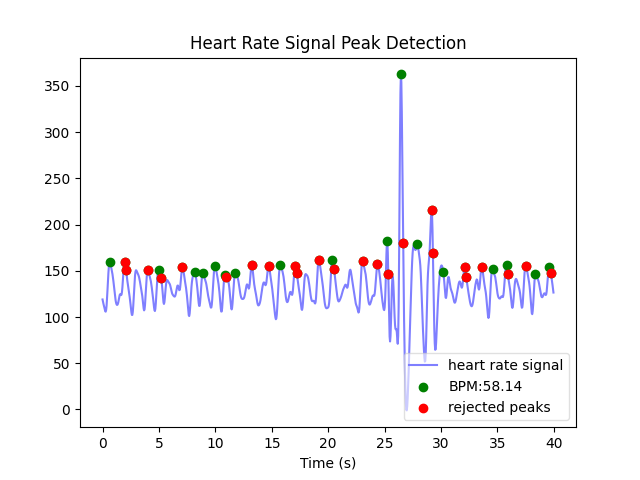 Heart Rate Signal Peak Detection
350
300
250
200
150
100
50
0
heart rate signal
BPM:58.14
rejected peaks
0 5 10 15 20 25 30 35 40
Time (s)